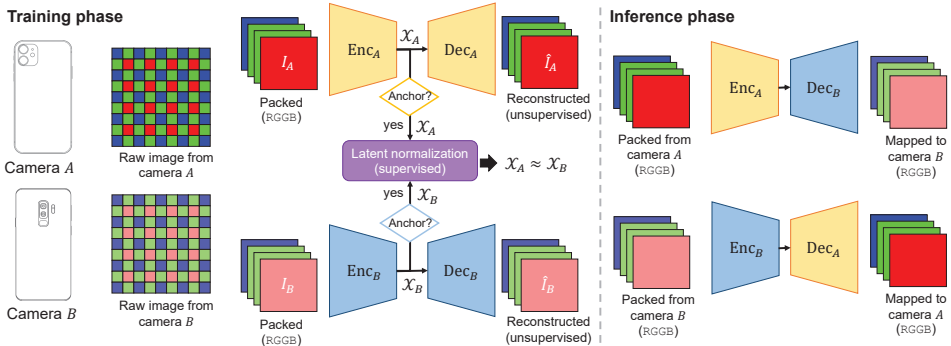 Training phase
Camera A
Raw image from
camera A
I_A
Packed
(RGGB)
Enc_A
𝒳_A
Dec_A
Î_A
Reconstructed
(unsupervised)
Anchor?
yes
𝒳_A
Latent normalization
(supervised)
𝒳_A ≈ 𝒳_B
yes
𝒳_B
Anchor?
Camera B
Raw image from
camera B
I_B
Packed
(RGGB)
Enc_B
𝒳_B
Dec_B
Î_B
Reconstructed
(unsupervised)
Inference phase
Packed from
camera A
(RGGB)
Enc_A
Dec_B
Mapped to
camera B
(RGGB)
Packed from
camera B
(RGGB)
Enc_B
Dec_A
Mapped to
camera A
(RGGB)